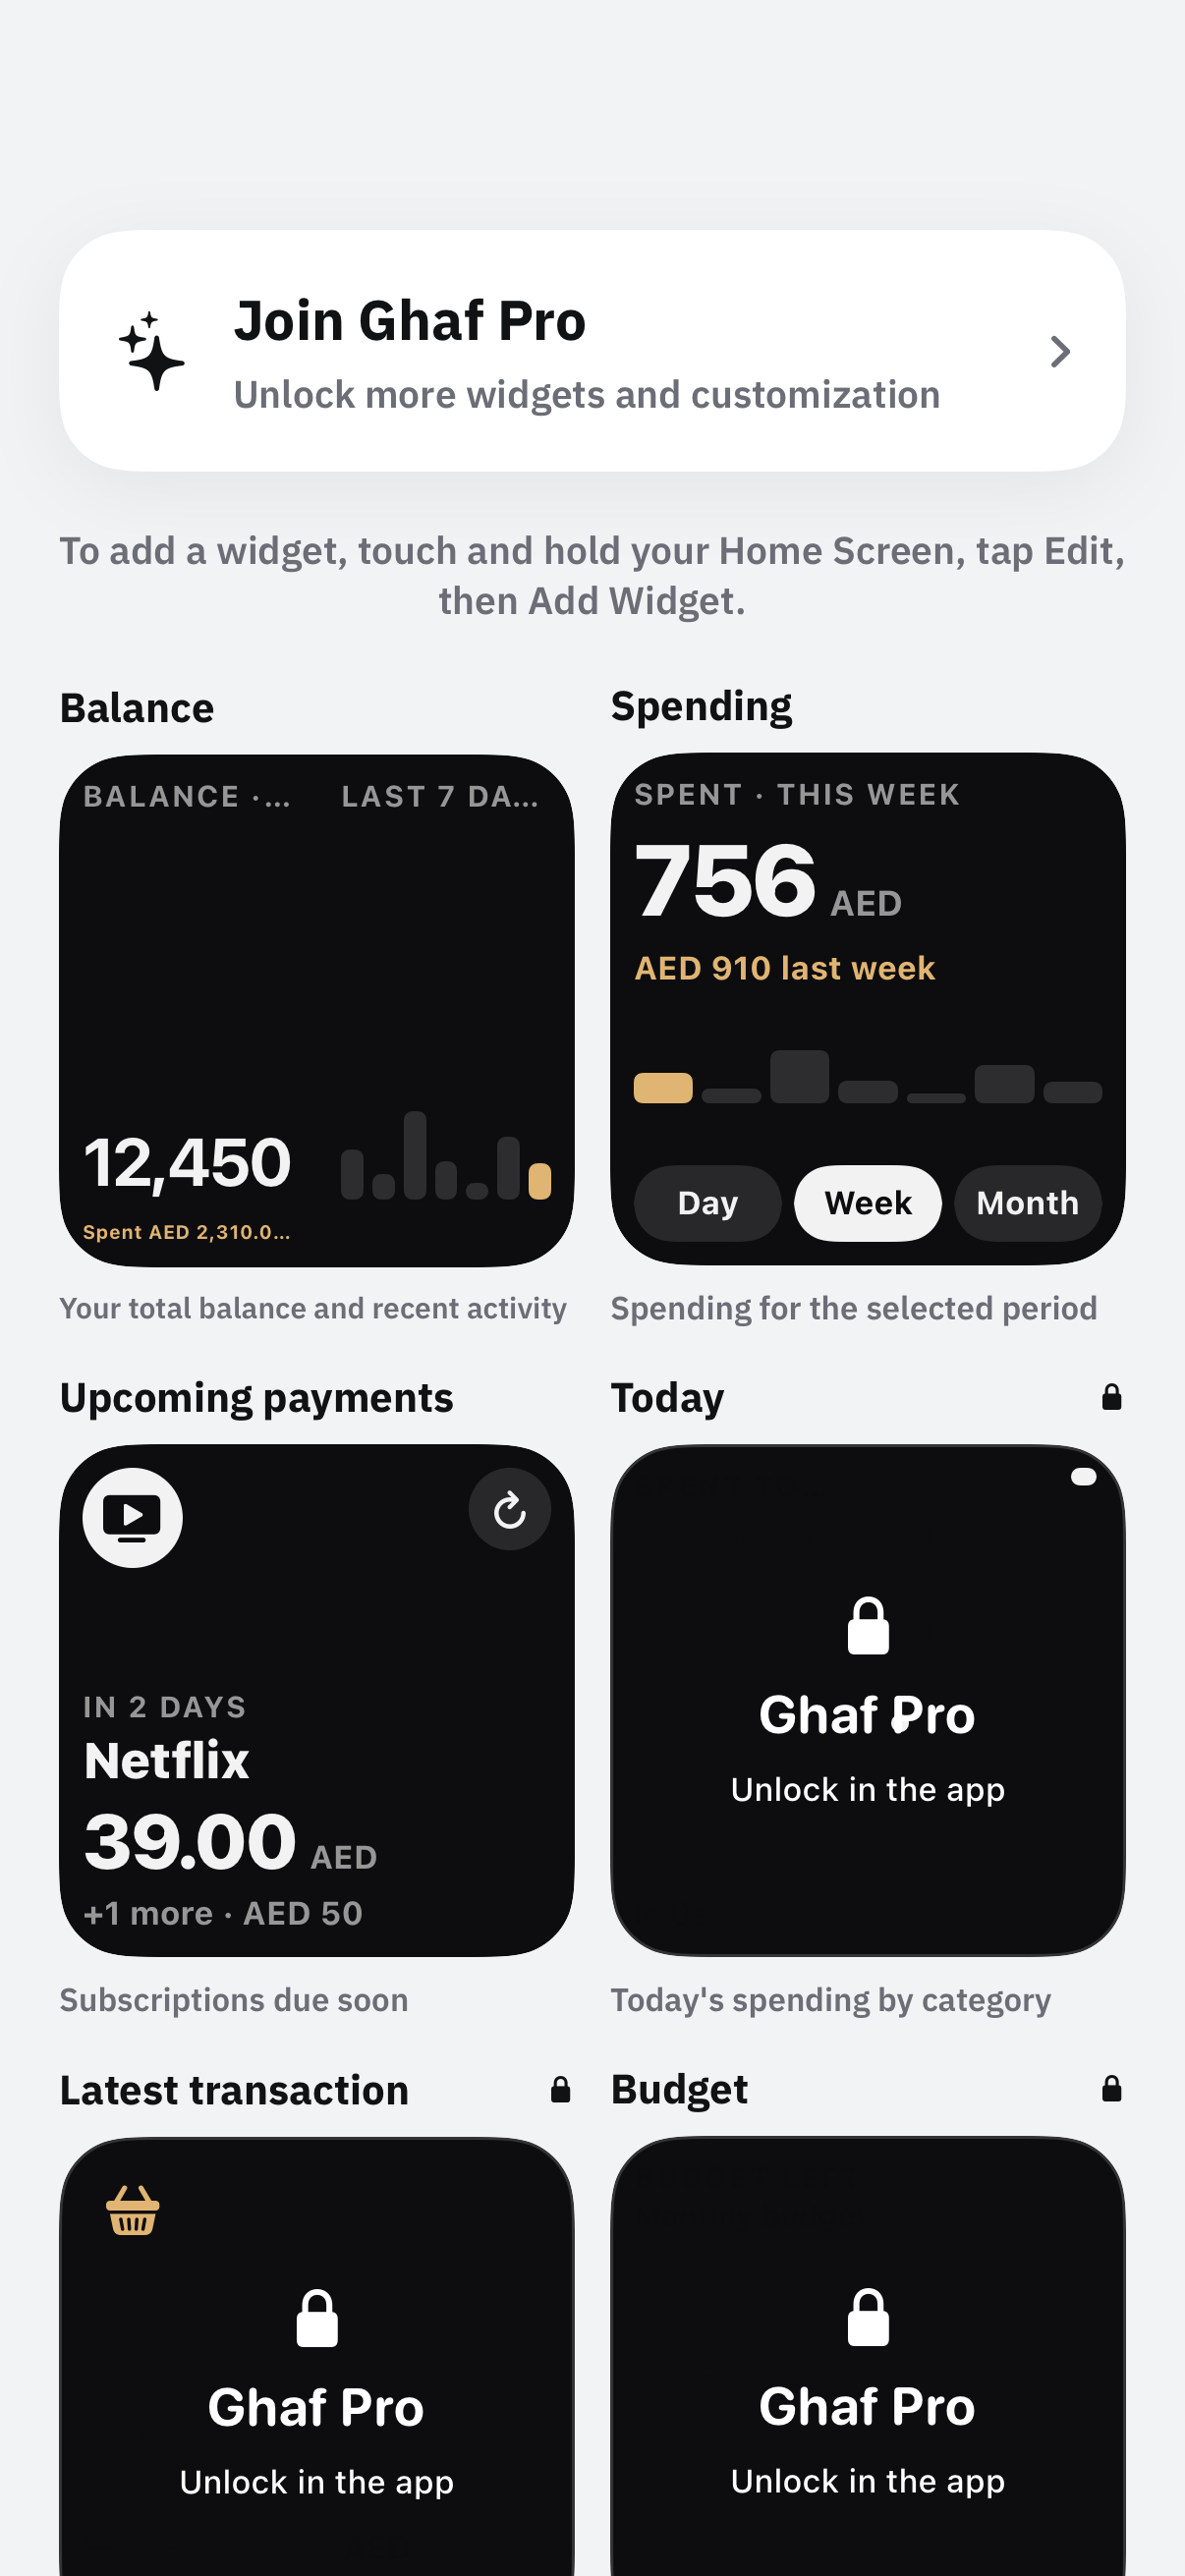 Join Ghaf Pro
Unlock more widgets and customization
To add a widget, touch and hold your Home Screen, tap Edit,
then Add Widget.
Balance
BALANCE ·...
LAST 7 DA...
12,450
Spent AED 2,310.0...
Your total balance and recent activity
Spending
SPENT · THIS WEEK
756 AED
AED 910 last week
Day
Week
Month
Spending for the selected period
Upcoming payments
IN 2 DAYS
Netflix
39.00 AED
+1 more · AED 50
Subscriptions due soon
Today
Ghaf Pro
Unlock in the app
Today's spending by category
Latest transaction
Ghaf Pro
Unlock in the app
Budget
Ghaf Pro
Unlock in the app